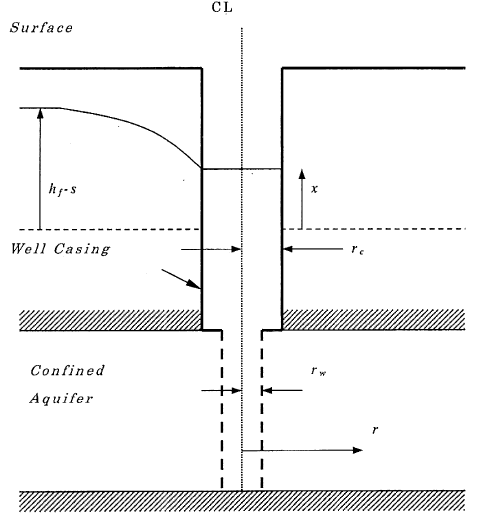 CL
Surface
h_f-s
x
Well Casing
r_c
Confined
Aquifer
r_w
r